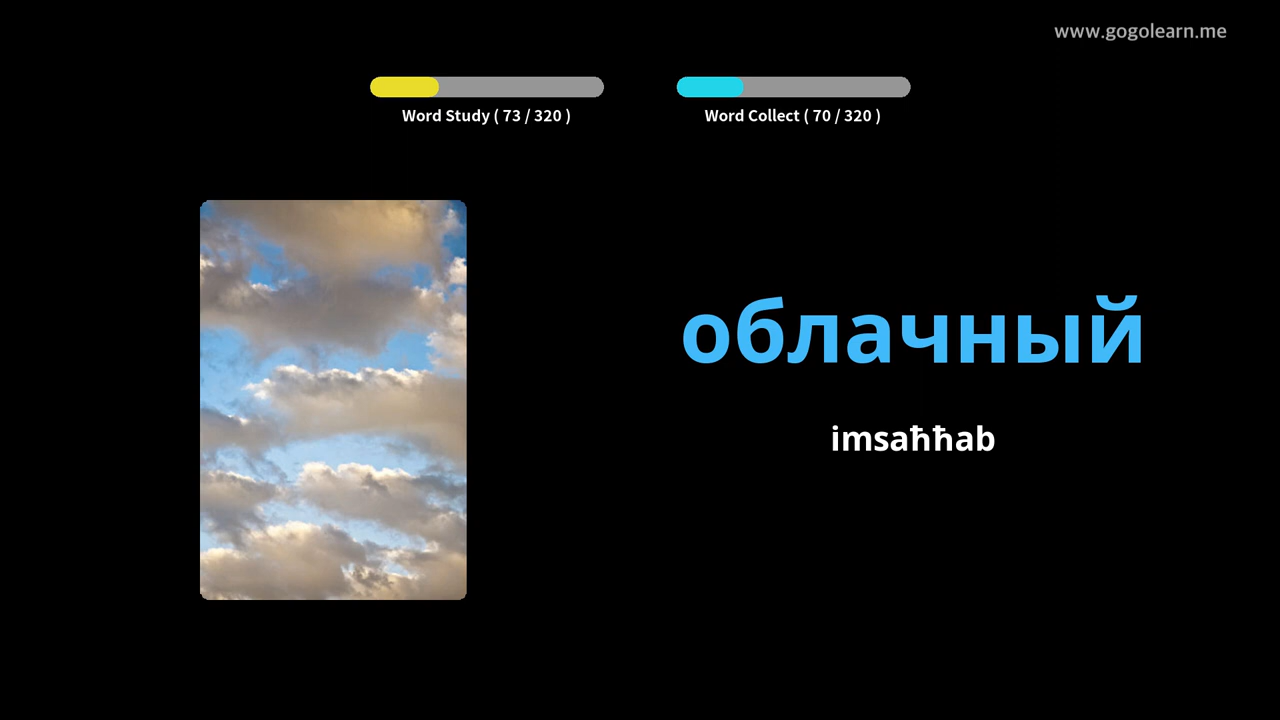 www.gogolearn.me
Word Study ( 73 / 320 )
Word Collect ( 70 / 320 )
облачный
imsaħħab